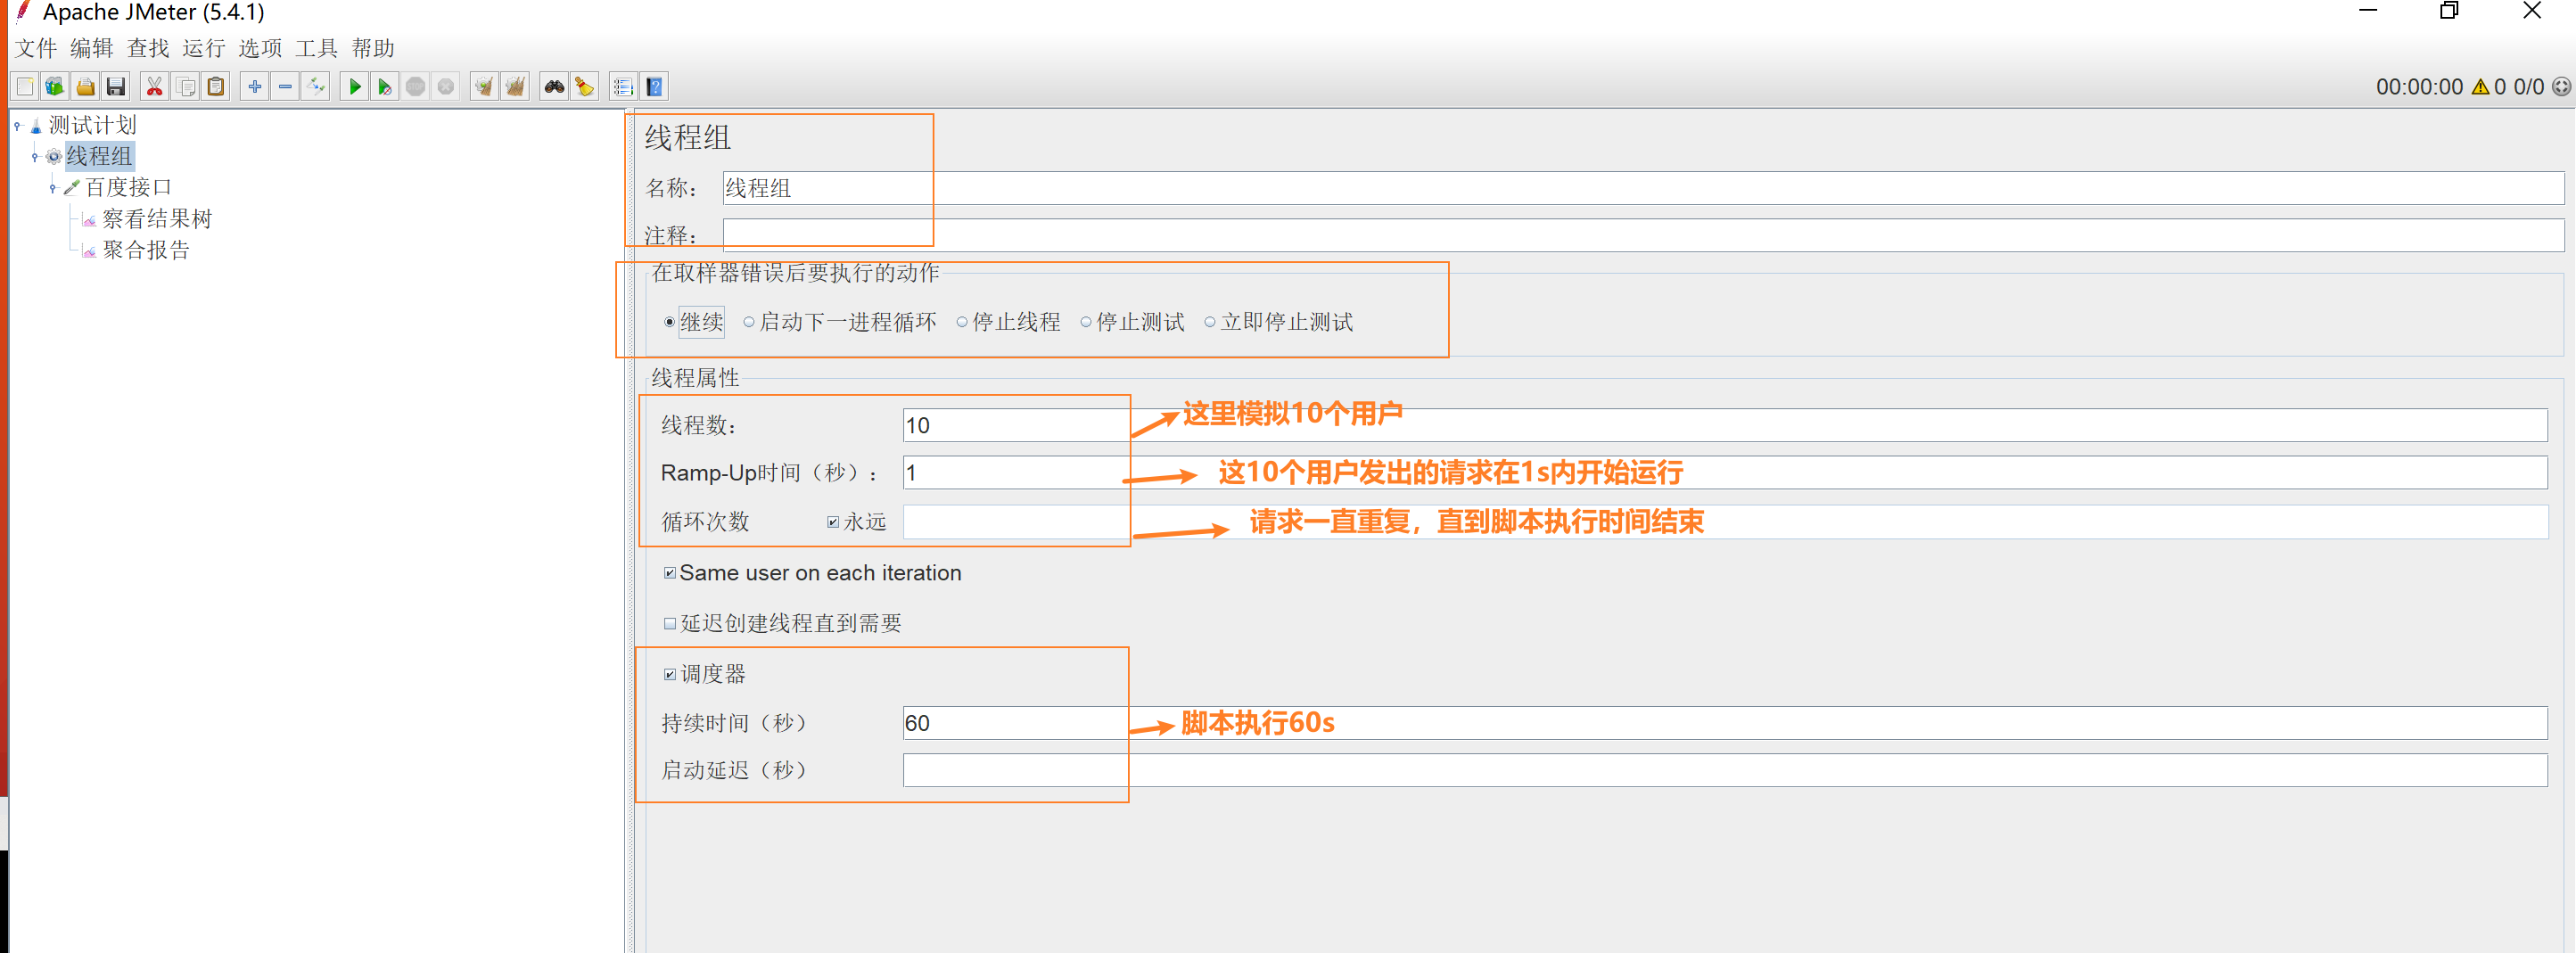 Apache JMeter (5.4.1)
文件 编辑 查找 运行 选项 工具 帮助
00:00:00 0 0/0
测试计划
线程组
百度接口
察看结果树
聚合报告
线程组
名称： 线程组
注释：
在取样器错误后要执行的动作
继续 启动下一进程循环 停止线程 停止测试 立即停止测试
线程属性
线程数： 10 这里模拟10个用户
Ramp-Up时间（秒）： 1 这10个用户发出的请求在1s内开始运行
循环次数 永远 请求一直重复，直到脚本执行时间结束
Same user on each iteration
延迟创建线程直到需要
调度器
持续时间（秒） 60 脚本执行60s
启动延迟（秒）